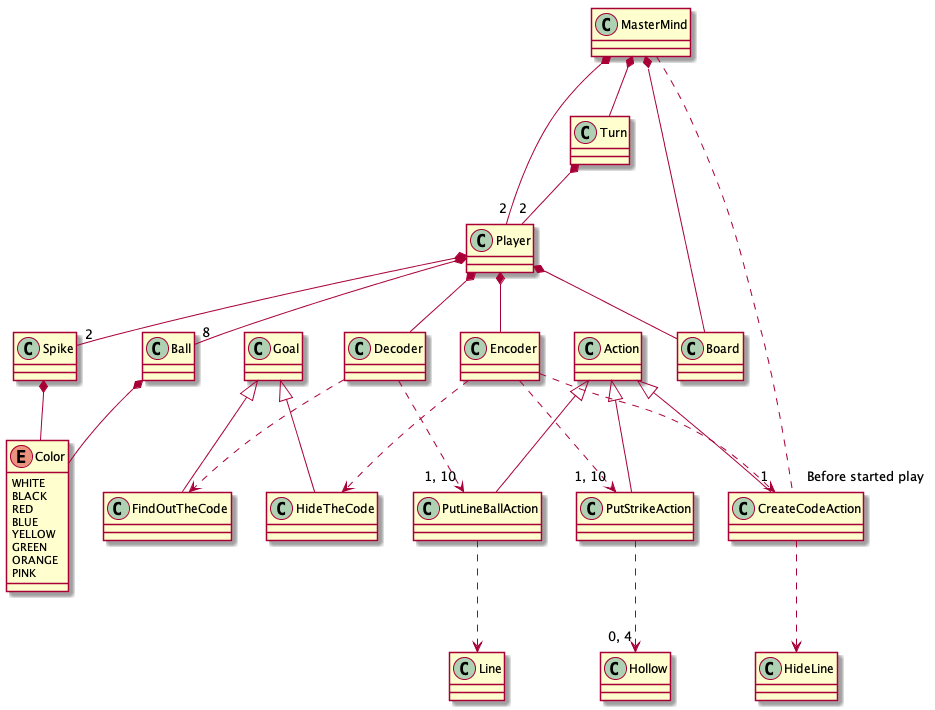 C MasterMind
C Turn
2 2
C Player
2
8
C Spike
C Ball
C Goal
C Decoder
C Encoder
C Action
C Board
E Color
WHITE
BLACK
RED
BLUE
YELLOW
GREEN
ORANGE
PINK
1, 10
1, 10
1
Before started play
C FindOutTheCode
C HideTheCode
C PutLineBallAction
C PutStrikeAction
C CreateCodeAction
0, 4
C Line
C Hollow
C HideLine